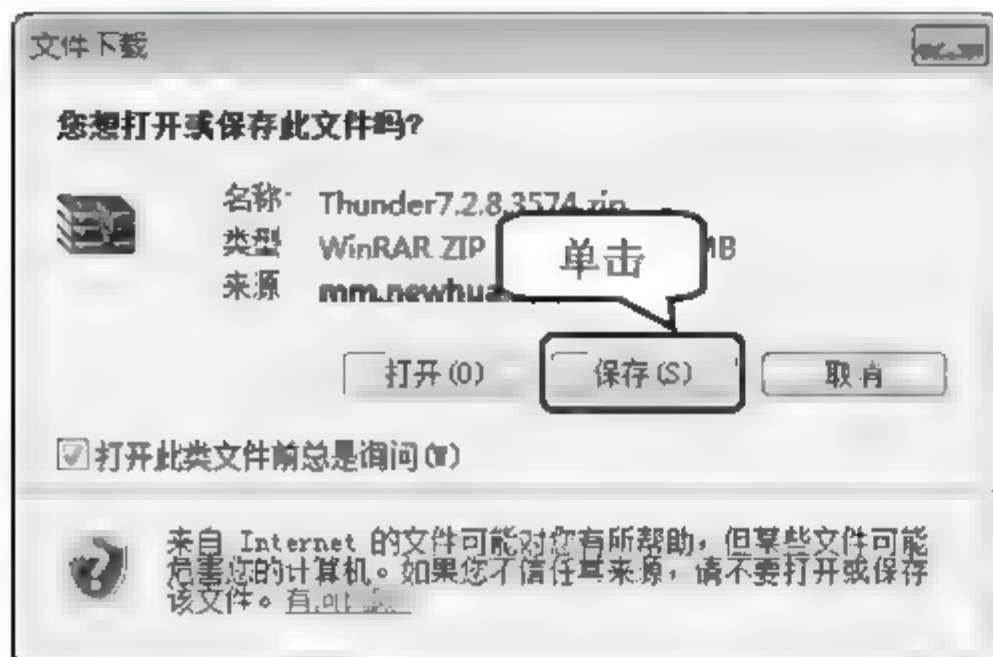 文件下载
您想打开或保存此文件吗?
名称: Thunder7.2.8.3574.zip
类型 WinRAR ZIP MB
单击
来源 mm.newhua
打开(O) 保存(S) 取消
打开此类文件前总是询问(W)
来自 Internet 的文件可能对您有所帮助,但某些文件可能
危害您的计算机。如果您不信任其来源,请不要打开或保存
该文件。有